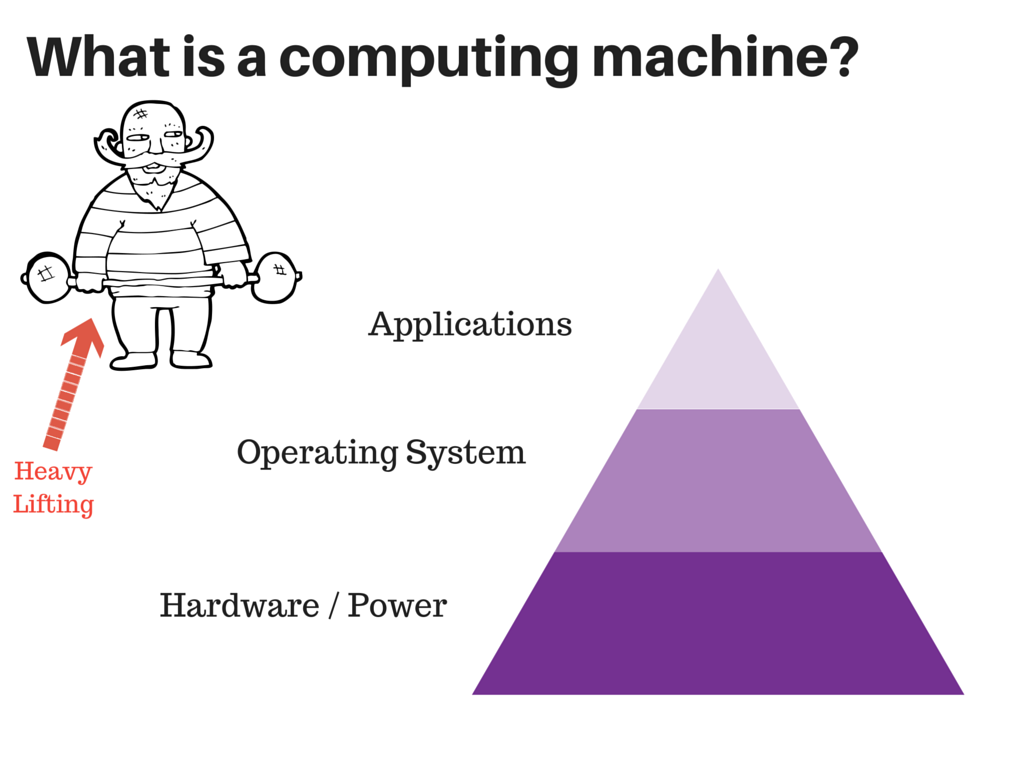 What is a computing machine?
Applications
Operating System
Heavy
Lifting
Hardware / Power